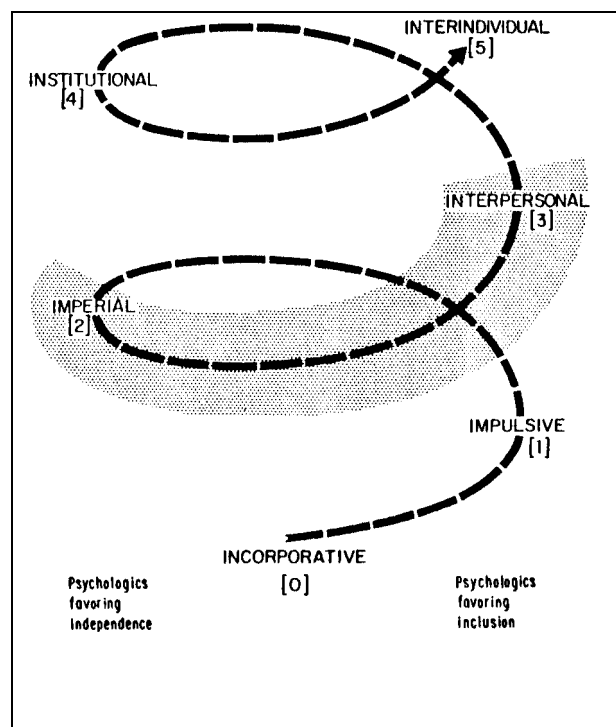 INTERINDIVIDUAL
[5]
INSTITUTIONAL
[4]
INTERPERSONAL
[3]
IMPERIAL
[2]
IMPULSIVE
[1]
INCORPORATIVE
[0]
Psychologics
favoring
independence
Psychologics
favoring
inclusion